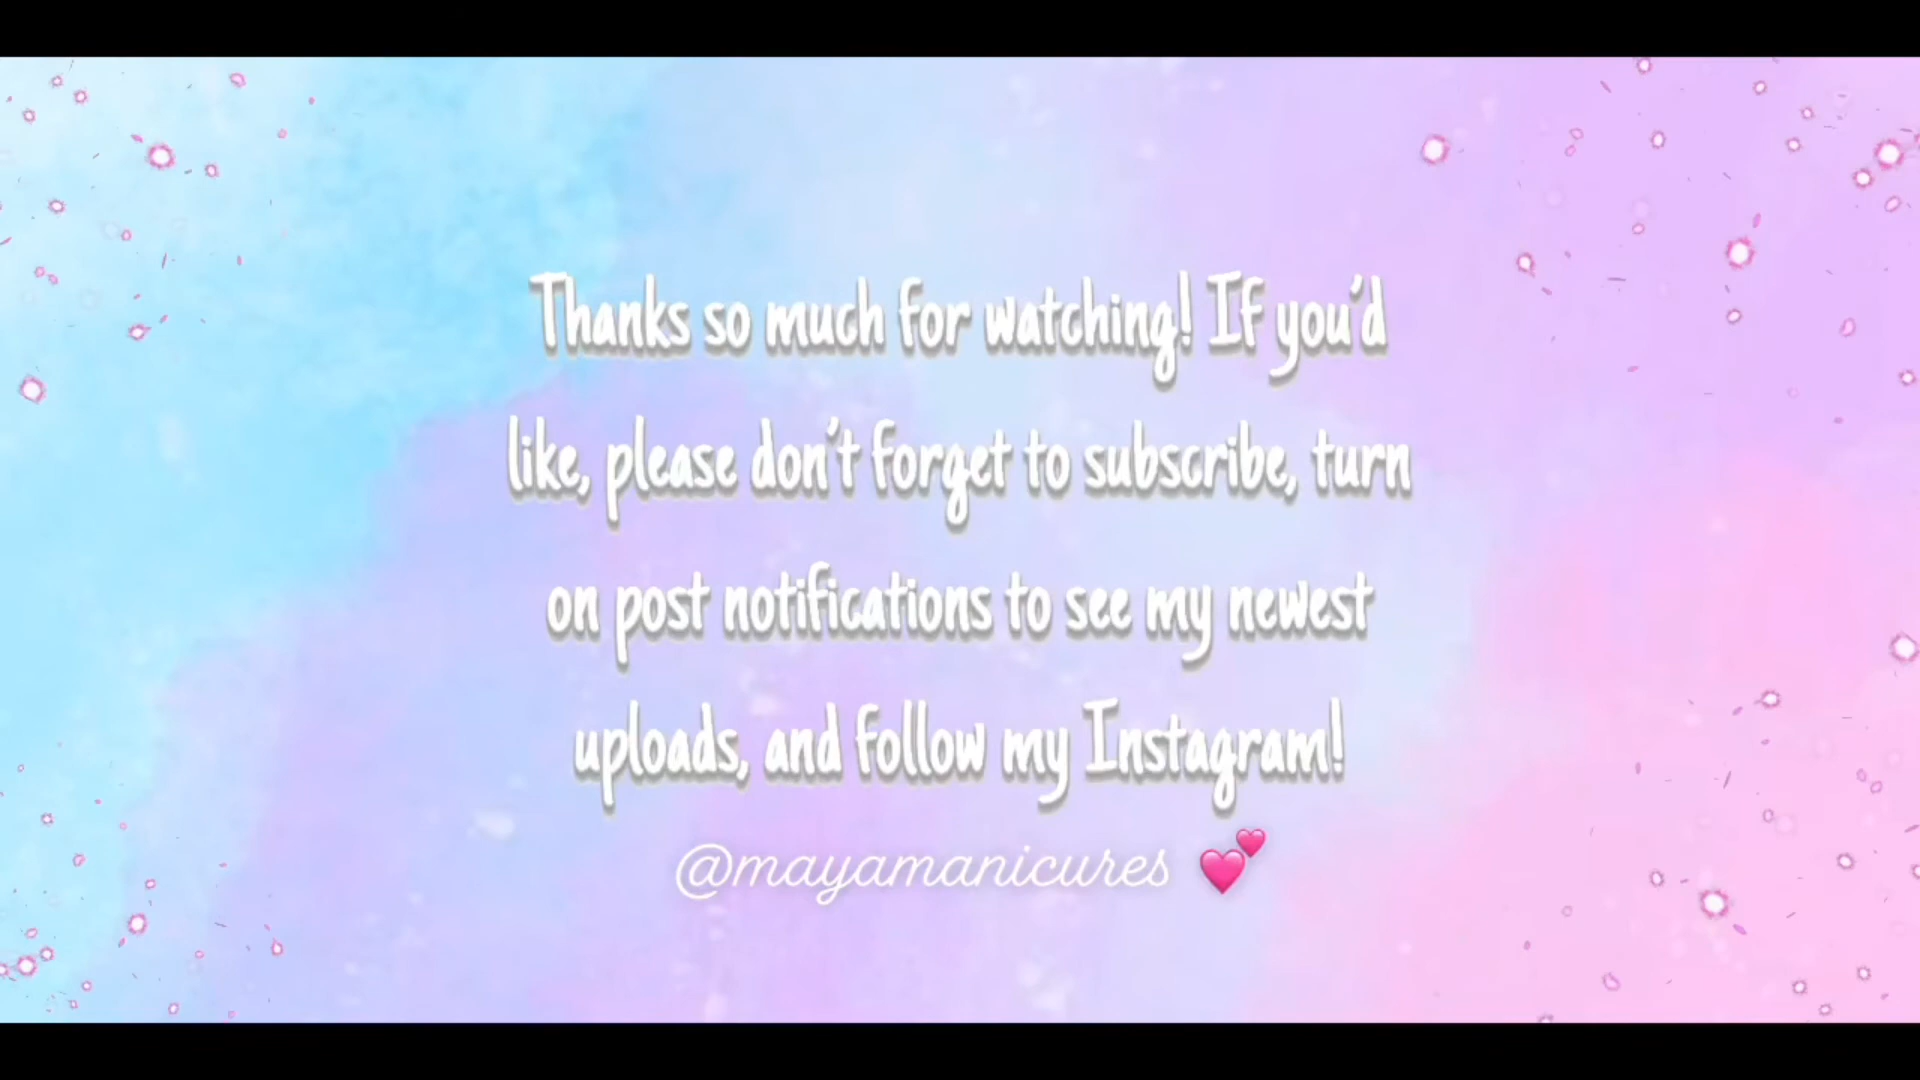 Thanks so much for watching! If you'd
like, please don't forget to subscribe, turn
on post notifications to see my newest
uploads, and follow my Instagram!
@mayamanicures 💕